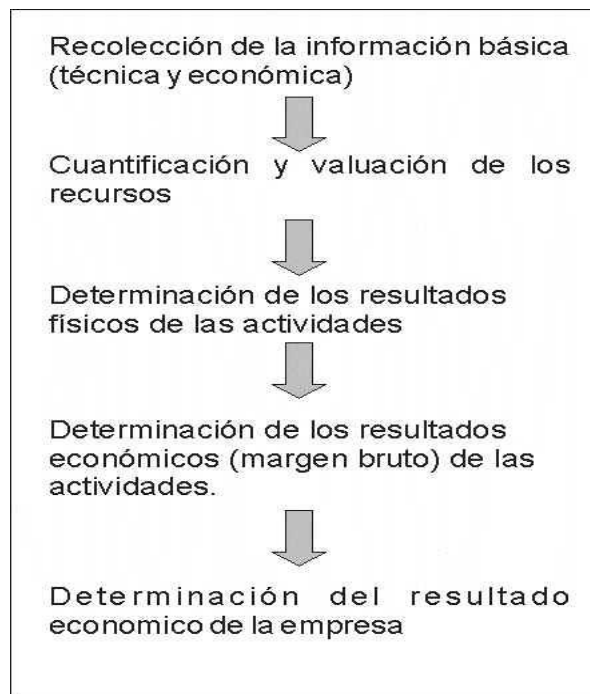 Recolección de la información básica
(técnica y económica)
Cuantificación y valuación de los
recursos
Determinación de los resultados
físicos de las actividades
Determinación de los resultados
económicos (margen bruto) de las
actividades.
Determinación del resultado
economico de la empresa